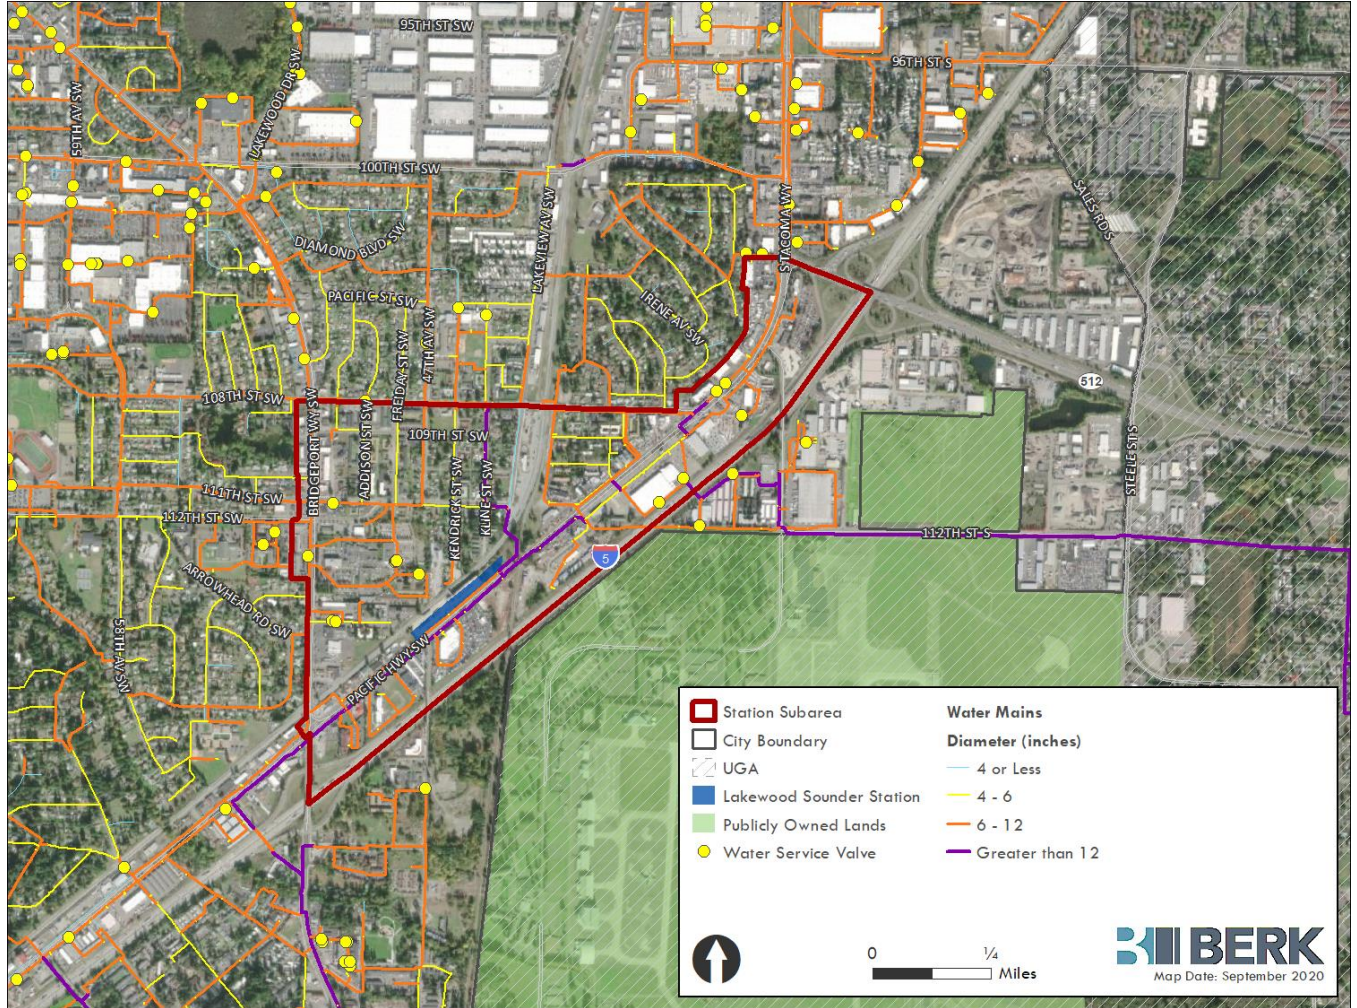 95TH ST SW
96TH ST S
59TH AV SW
LAKEWOOD DR SW
100TH ST SW
LAKEVIEW AV SW
S TACOMA WY
SALES RD S
DIAMOND BLVD SW
PACIFIC ST SW
IRENE AV SW
FREIDAY ST SW
47TH AV SW
512
108TH ST SW
BRIDGEPORT WY SW
ADDISON ST SW
109TH ST SW
KENDRICK ST SW
KLINE ST SW
STEELE ST S
111TH ST SW
112TH ST SW
112TH ST S
5
ARROWHEAD RD SW
58TH AV SW
PACIFIC HWY SW
Station Subarea
City Boundary
UGA
Lakewood Sounder Station
Publicly Owned Lands
Water Service Valve
Water Mains
Diameter (inches)
4 or Less
4 - 6
6 - 12
Greater than 12
0 ¼
Miles
BERK
Map Date: September 2020